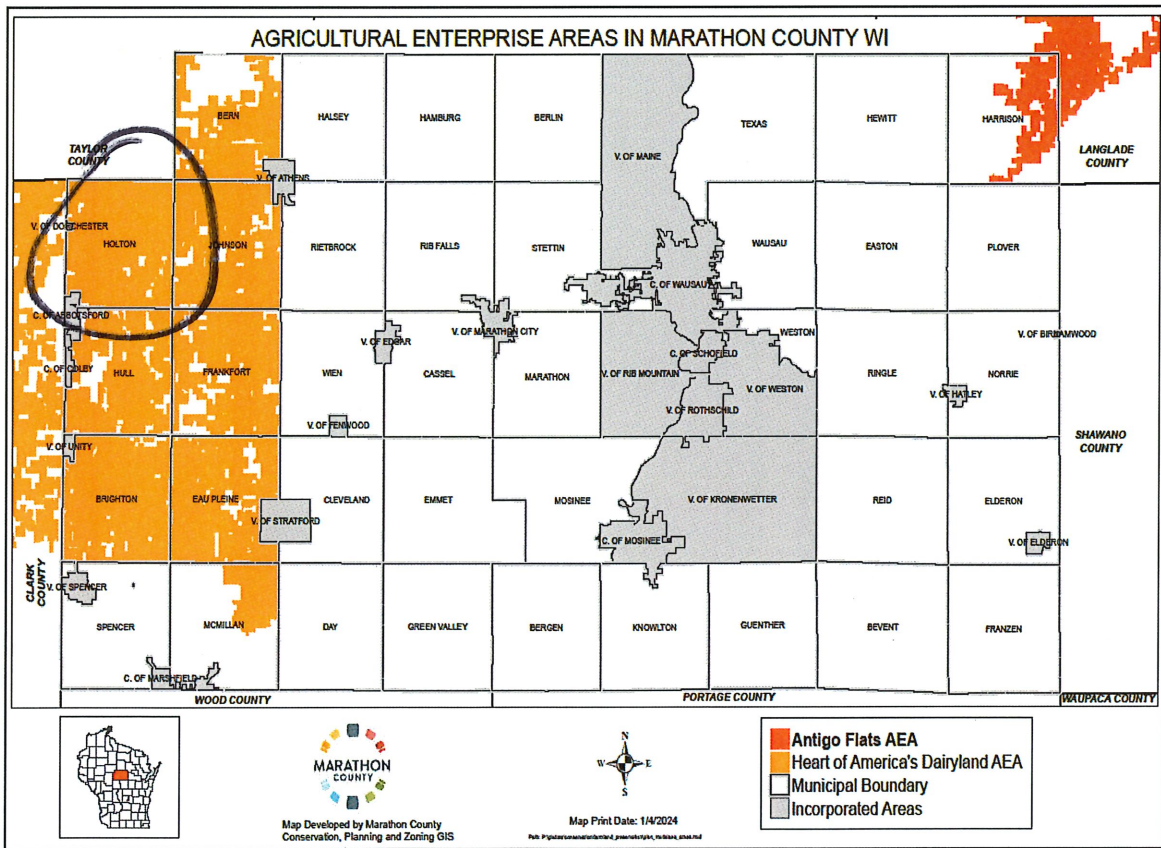 AGRICULTURAL ENTERPRISE AREAS IN MARATHON COUNTY WI
BERN
HALSEY
HAMBURG
BERLIN
V. OF MAINE
TEXAS
HEWITT
HARRISON
TAYLOR
COUNTY
LANGLADE
COUNTY
V. OF ATHENS
V. OF DORCHESTER
HOLTON
JOHNSON
RIETBROCK
RIB FALLS
STETTIN
WAUSAU
EASTON
PLOVER
C. OF WAUSAU
C. OF ABBOTSFORD
V. OF EDGAR
V. OF MARATHON CITY
WESTON
V. OF BIRNAMWOOD
C. OF COLBY
HULL
FRANKFORT
WIEN
CASSEL
MARATHON
V. OF RIB MOUNTAIN
C. OF SCHOFIELD
V. OF WESTON
RINGLE
NORRIE
V. OF HATLEY
V. OF ROTHSCHILD
V. OF FENWOOD
V. OF UNITY
SHAWANO
COUNTY
BRIGHTON
EAU PLEINE
CLEVELAND
EMMET
MOSINEE
V. OF KRONENWETTER
REID
ELDERON
V. OF STRATFORD
C. OF MOSINEE
V. OF ELDERON
CLARK
COUNTY
V. OF SPENCER
SPENCER
MCMILLAN
DAY
GREEN VALLEY
BERGEN
KNOWLTON
GUENTHER
BEVENT
FRANZEN
C. OF MARSHFIELD
WOOD COUNTY
PORTAGE COUNTY
WAUPACA COUNTY
MARATHON
COUNTY
Map Developed by Marathon County
Conservation, Planning and Zoning GIS
N
W
E
S
Map Print Date: 1/4/2024
Antigo Flats AEA
Heart of America's Dairyland AEA
Municipal Boundary
Incorporated Areas